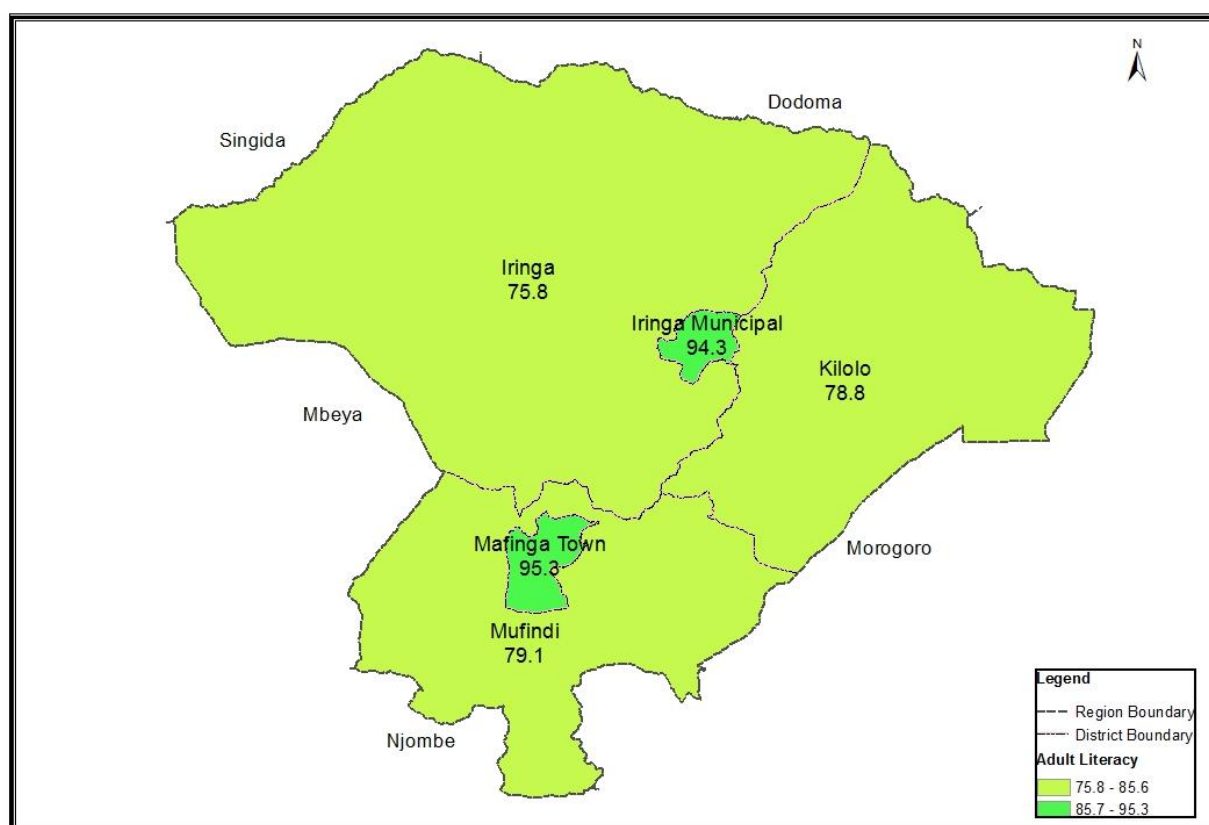 N
Dodoma
Singida
Iringa
75.8
Iringa Municipal
94.3
Kilolo
78.8
Mbeya
Mafinga Town
95.3
Morogoro
Mufindi
79.1
Njombe
Legend
Region Boundary
District Boundary
Adult Literacy
75.8 - 85.6
85.7 - 95.3